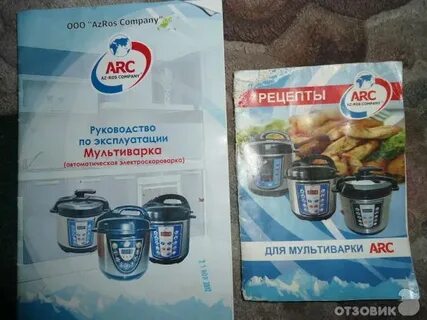 ООО "AzRos Company"
ARC
AZ-ROS COMPANY
Руководство
по эксплуатации
Мультиварка
(автоматическая электроскороварка)
РЕЦЕПТЫ
ARC
AZ-ROS COMPANY
ДЛЯ МУЛЬТИВАРКИ ARC
ОТЗОВИК